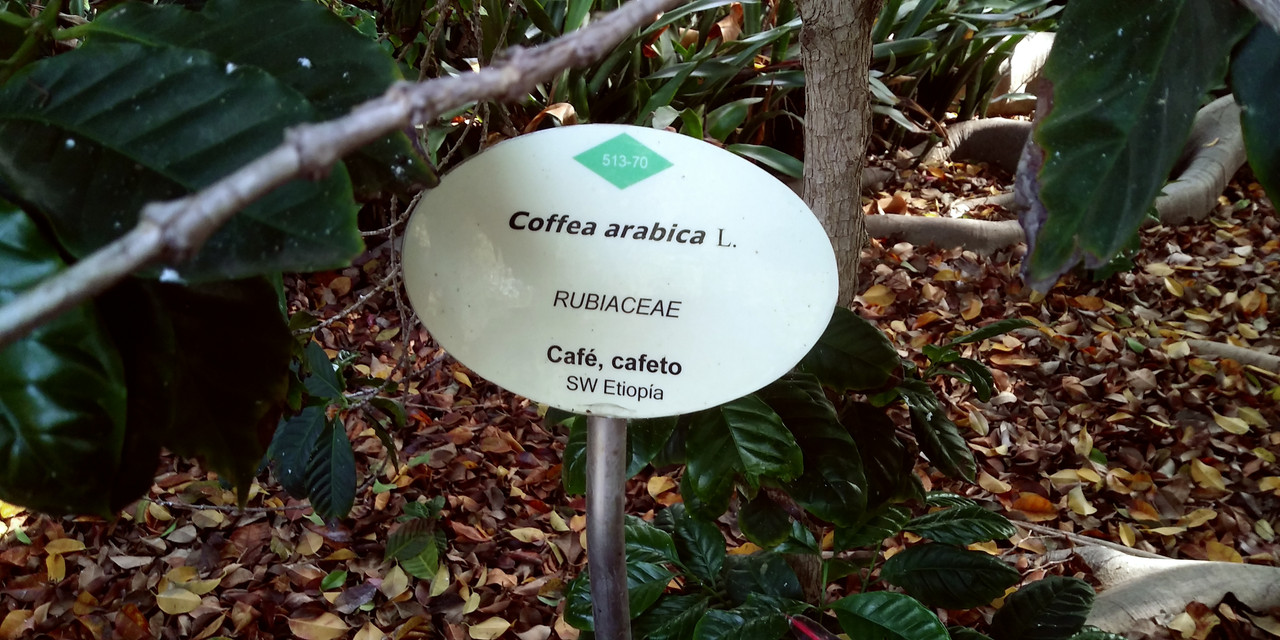 513-70
Coffea arabica L.
RUBIACEAE
Café, cafeto
SW Etiopía